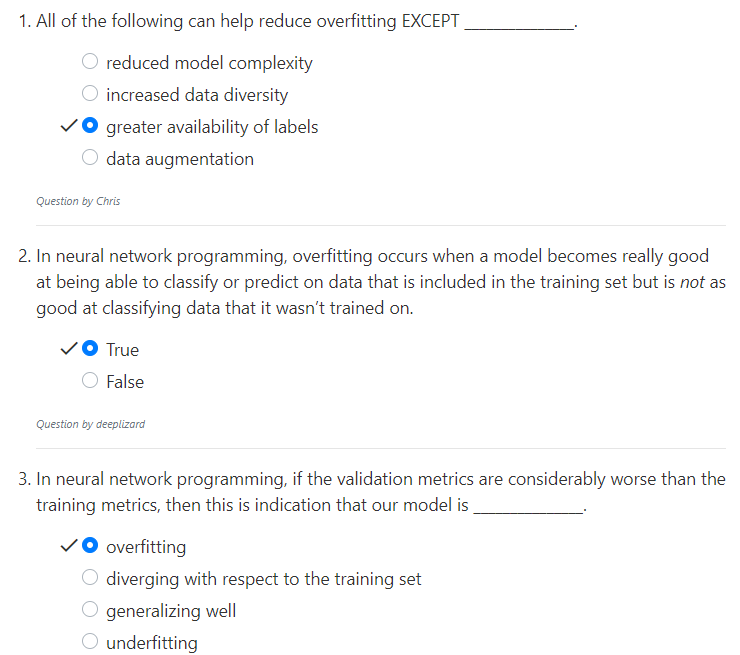 1. All of the following can help reduce overfitting EXCEPT ______________.
reduced model complexity
increased data diversity
greater availability of labels
data augmentation
Question by Chris
2. In neural network programming, overfitting occurs when a model becomes really good
at being able to classify or predict on data that is included in the training set but is not as
good at classifying data that it wasn't trained on.
True
False
Question by deeplizard
3. In neural network programming, if the validation metrics are considerably worse than the
training metrics, then this is indication that our model is ______________.
overfitting
diverging with respect to the training set
generalizing well
underfitting